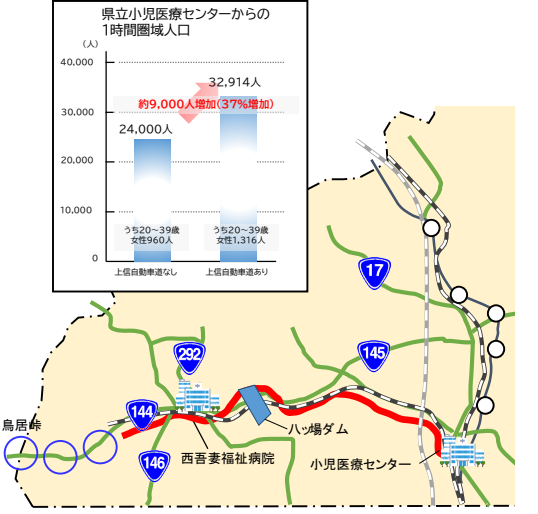 県立小児医療センターからの
1時間圏域人口
(人)
40,000
30,000
20,000
10,000
0
32,914人
約9,000人増加(37%増加)
24,000人
うち20~39歳
女性960人
うち20~39歳
女性1,316人
上信自動車道なし
上信自動車道あり
17
292
145
144
146
鳥居峠
八ッ場ダム
西吾妻福祉病院
小児医療センター